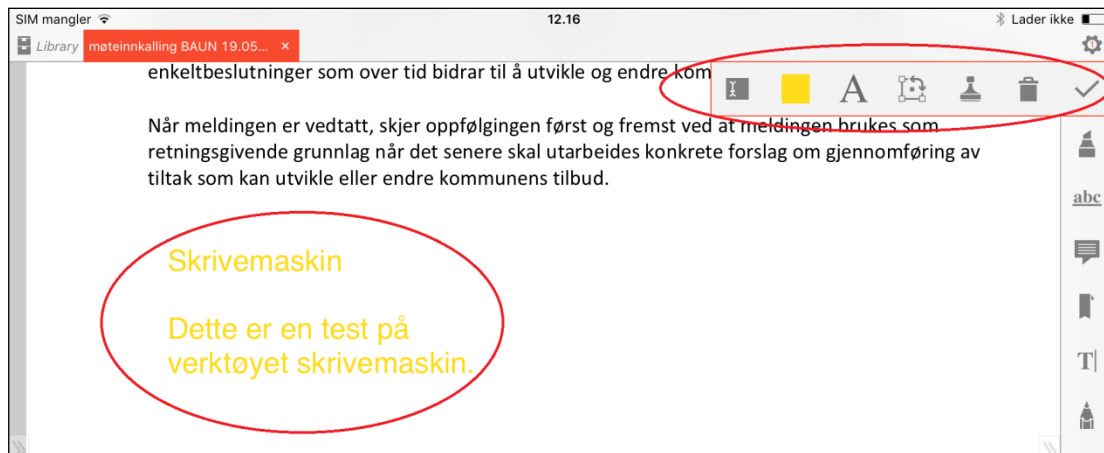 SIM mangler 12.16 Lader ikke
Library møteinnkalling BAUN 19.05... ×
enkeltbeslutninger som over tid bidrar til å utvikle og endre kom
A
Når meldingen er vedtatt, skjer oppfølgingen først og fremst ved at meldingen brukes som
retningsgivende grunnlag når det senere skal utarbeides konkrete forslag om gjennomføring av
tiltak som kan utvikle eller endre kommunens tilbud.
abc
Skrivemaskin
Dette er en test på
verktøyet skrivemaskin.
T|